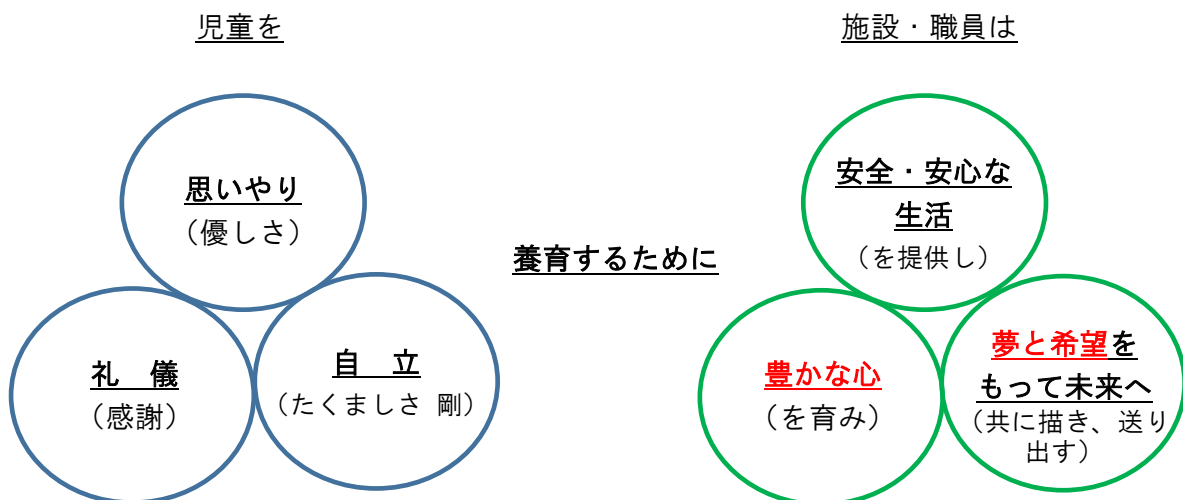 児童を
思いやり
（優しさ）
礼　儀
（感謝）
自　立
（たくましさ 剛）
養育するために
施設・職員は
安全・安心な
生活
（を提供し）
豊かな心
（を育み）
夢と希望を
もって未来へ
（共に描き、送り
出す）